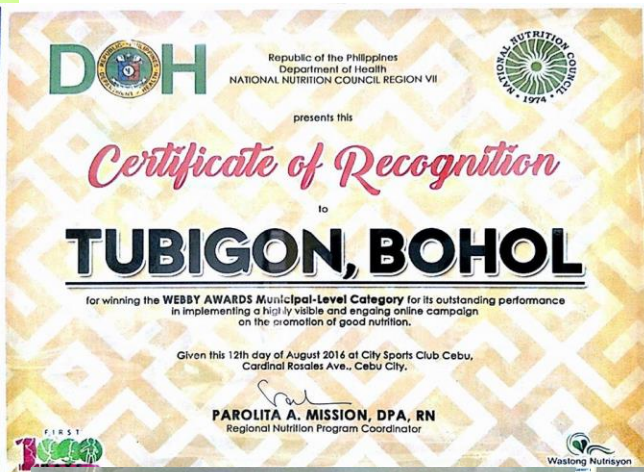 DOH
Republic of the Philippines
Department of Health
NATIONAL NUTRITION COUNCIL REGION VII
NATIONAL NUTRITION COUNCIL
1974
presents this
Certificate of Recognition
to
TUBIGON, BOHOL
for winning the WEBBY AWARDS Municipal-Level Category for its outstanding performance
in implementing a highly visible and engaing online campaign
on the promotion of good nutrition.
Given this 12th day of August 2016 at City Sports Club Cebu,
Cardinal Rosales Ave., Cebu City.
PAROLITA A. MISSION, DPA, RN
Regional Nutrition Program Coordinator
FIRST
1000
Wastong Nutrisyon